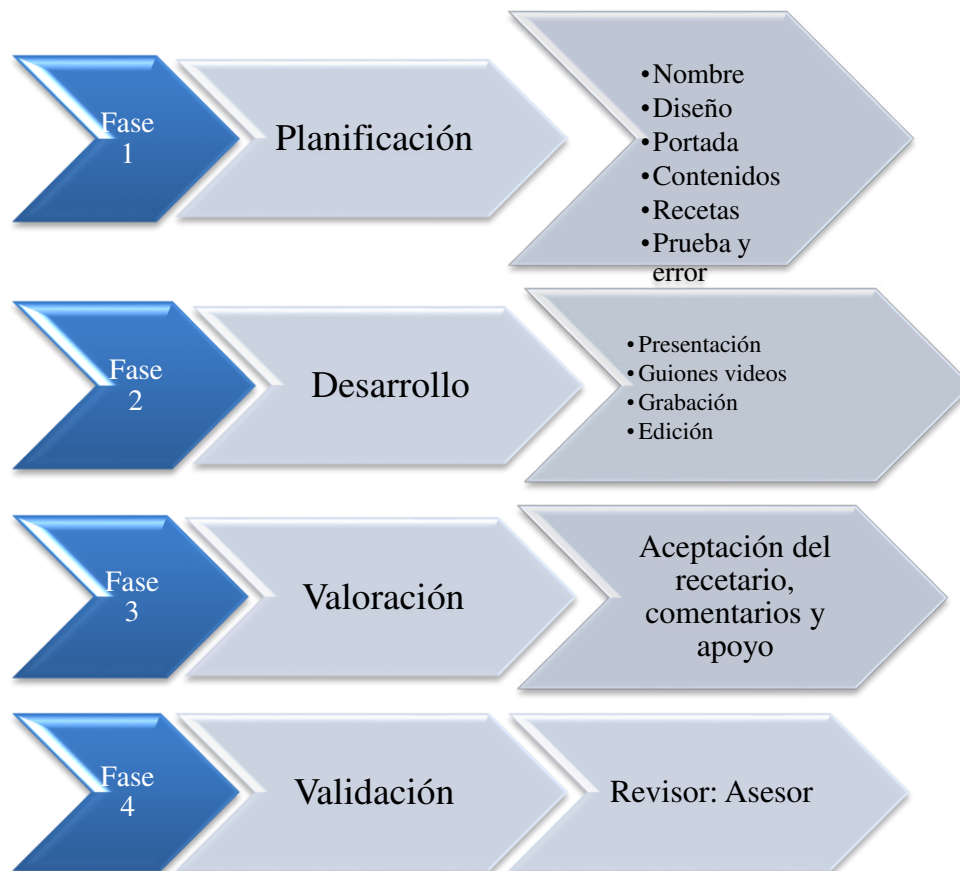 Fase
1
Planificación
•Nombre
•Diseño
•Portada
•Contenidos
•Recetas
•Prueba y
error
Fase
2
Desarrollo
•Presentación
•Guiones videos
•Grabación
•Edición
Fase
3
Valoración
Aceptación del
recetario,
comentarios y
apoyo
Fase
4
Validación
Revisor: Asesor